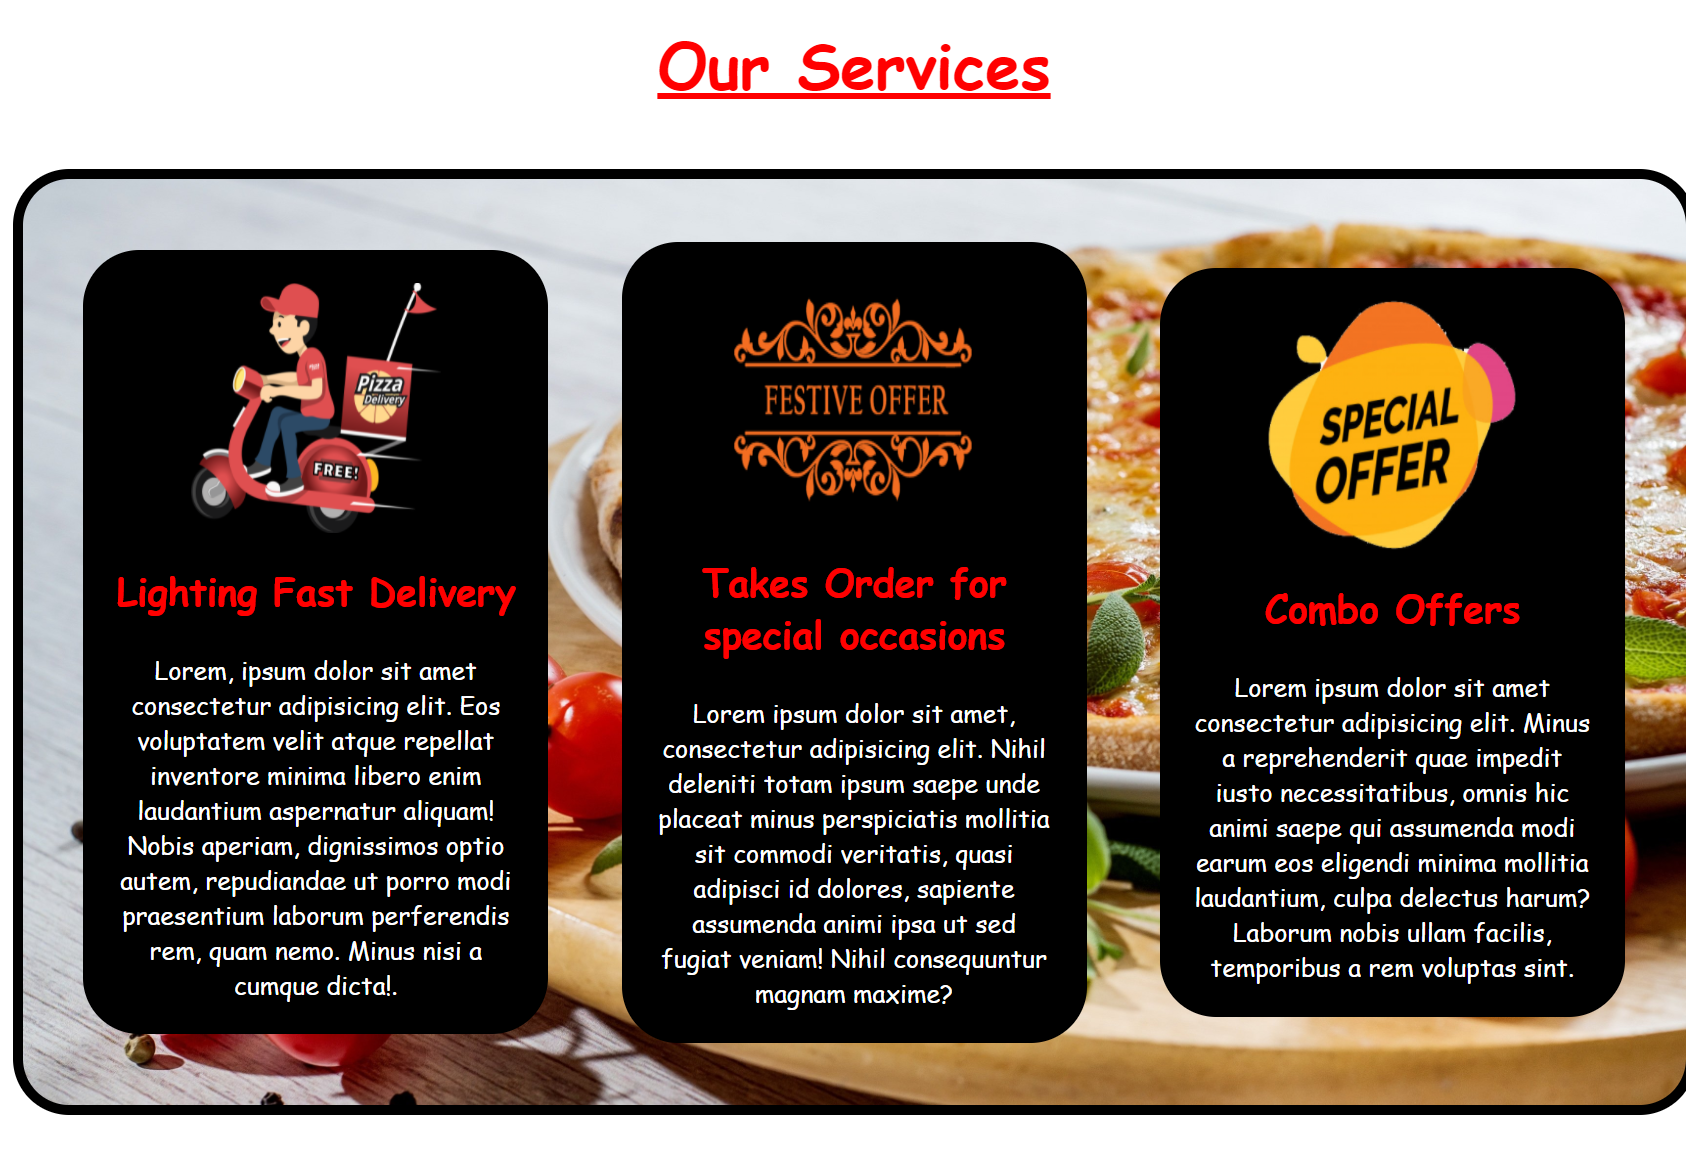 Our Services
Pizza
Delivery
FREE!
Lighting Fast Delivery
Lorem, ipsum dolor sit amet
consectetur adipisicing elit. Eos
voluptatem velit atque repellat
inventore minima libero enim
laudantium aspernatur aliquam!
Nobis aperiam, dignissimos optio
autem, repudiandae ut porro modi
praesentium laborum perferendis
rem, quam nemo. Minus nisi a
cumque dicta!.
FESTIVE OFFER
Takes Order for
special occasions
Lorem ipsum dolor sit amet,
consectetur adipisicing elit. Nihil
deleniti totam ipsum saepe unde
placeat minus perspiciatis mollitia
sit commodi veritatis, quasi
adipisci id dolores, sapiente
assumenda animi ipsa ut sed
fugiat veniam! Nihil consequuntur
magnam maxime?
SPECIAL
OFFER
Combo Offers
Lorem ipsum dolor sit amet
consectetur adipisicing elit. Minus
a reprehenderit quae impedit
iusto necessitatibus, omnis hic
animi saepe qui assumenda modi
earum eos eligendi minima mollitia
laudantium, culpa delectus harum?
Laborum nobis ullam facilis,
temporibus a rem voluptas sint.